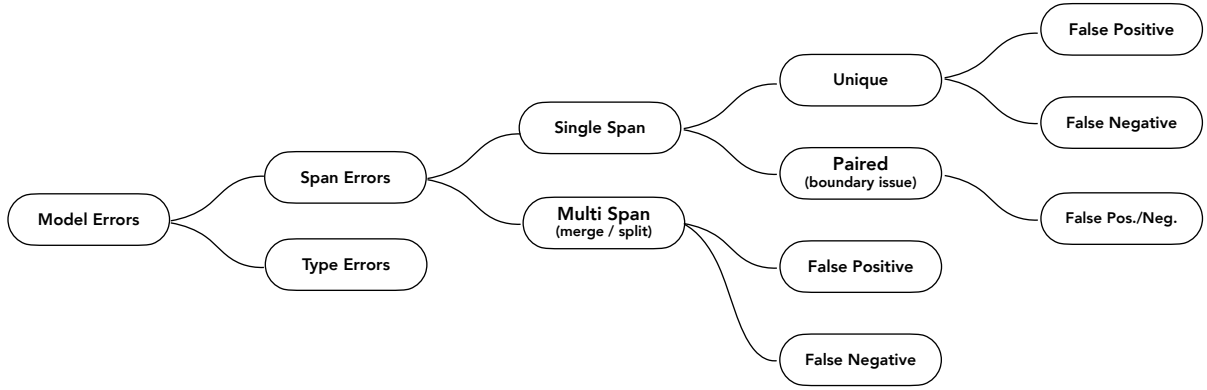 Model Errors
Span Errors
Type Errors
Single Span
Multi Span
(merge / split)
Unique
Paired
(boundary issue)
False Positive
False Negative
False Positive
False Negative
False Pos./Neg.